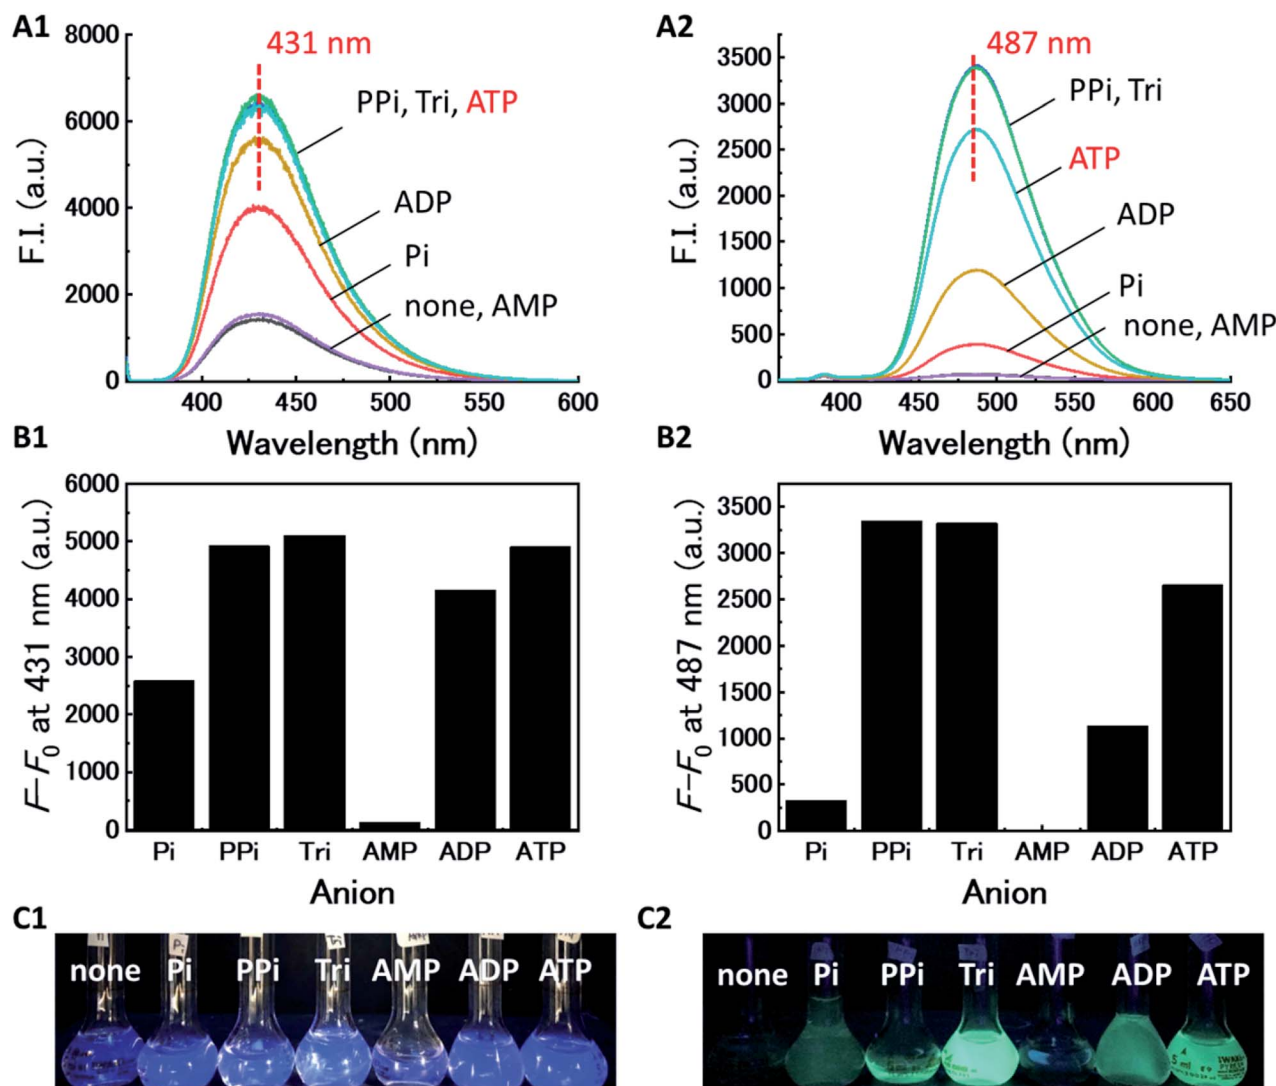 A1
8000
6000
4000
2000
0
F.I. (a.u.)
431 nm
PPi, Tri, ATP
ADP
Pi
none, AMP
400 450 500 550 600
Wavelength (nm)
A2
3500
3000
2500
2000
1500
1000
500
0
F.I. (a.u.)
487 nm
PPi, Tri
ATP
ADP
Pi
none, AMP
400 450 500 550 600 650
Wavelength (nm)
B1
6000
5000
4000
3000
2000
1000
0
F-F0 at 431 nm (a.u.)
Pi PPi Tri AMP ADP ATP
Anion
B2
3500
3000
2500
2000
1500
1000
500
0
F-F0 at 487 nm (a.u.)
Pi PPi Tri AMP ADP ATP
Anion
C1
none Pi PPi Tri AMP ADP ATP
C2
none Pi PPi Tri AMP ADP ATP